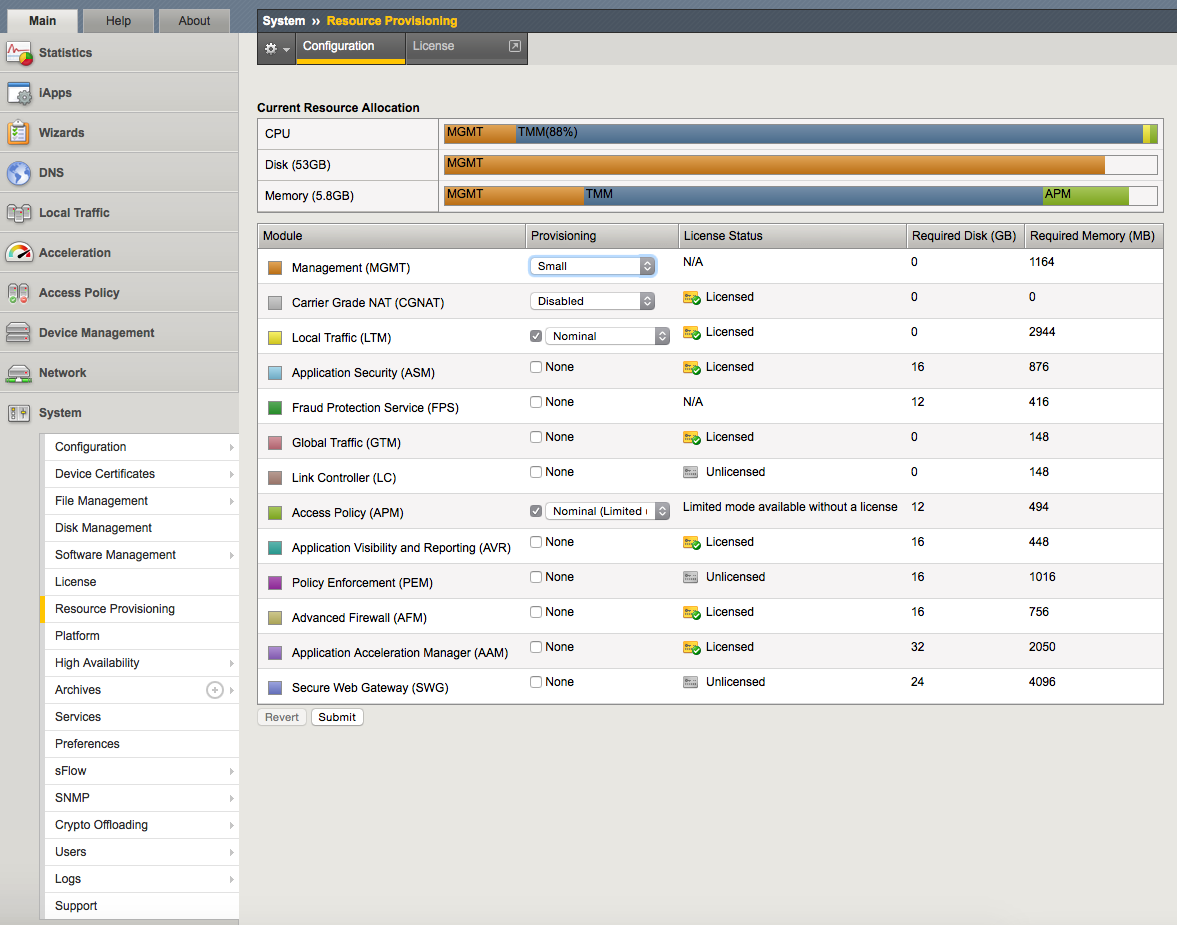 Main Help About
System » Resource Provisioning
Configuration License
Statistics
iApps
Wizards
DNS
Local Traffic
Acceleration
Access Policy
Device Management
Network
System
Configuration
Device Certificates
File Management
Disk Management
Software Management
License
Resource Provisioning
Platform
High Availability
Archives
Services
Preferences
sFlow
SNMP
Crypto Offloading
Users
Logs
Support
Current Resource Allocation
CPU MGMT TMM(88%)
Disk (53GB) MGMT
Memory (5.8GB) MGMT TMM APM
Module Provisioning License Status Required Disk (GB) Required Memory (MB)
Management (MGMT) Small N/A 0 1164
Carrier Grade NAT (CGNAT) Disabled Licensed 0 0
Local Traffic (LTM) Nominal Licensed 0 2944
Application Security (ASM) None Licensed 16 876
Fraud Protection Service (FPS) None N/A 12 416
Global Traffic (GTM) None Licensed 0 148
Link Controller (LC) None Unlicensed 0 148
Access Policy (APM) Nominal (Limited Limited mode available without a license 12 494
Application Visibility and Reporting (AVR) None Licensed 16 448
Policy Enforcement (PEM) None Unlicensed 16 1016
Advanced Firewall (AFM) None Licensed 16 756
Application Acceleration Manager (AAM) None Licensed 32 2050
Secure Web Gateway (SWG) None Unlicensed 24 4096
Revert Submit